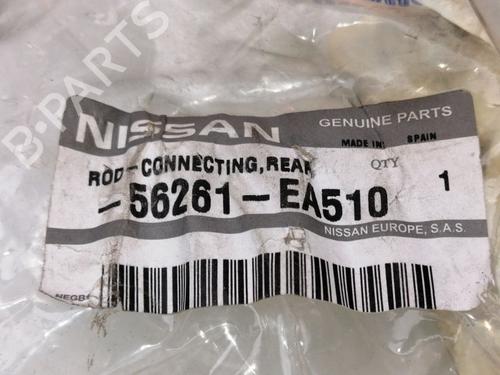 NISSAN
GENUINE PARTS
MADE IN SPAIN
ROD-CONNECTING, REAR
QTY
-56261-EA510
1
NISSAN EUROPE, S.A.S.
B-PARTS